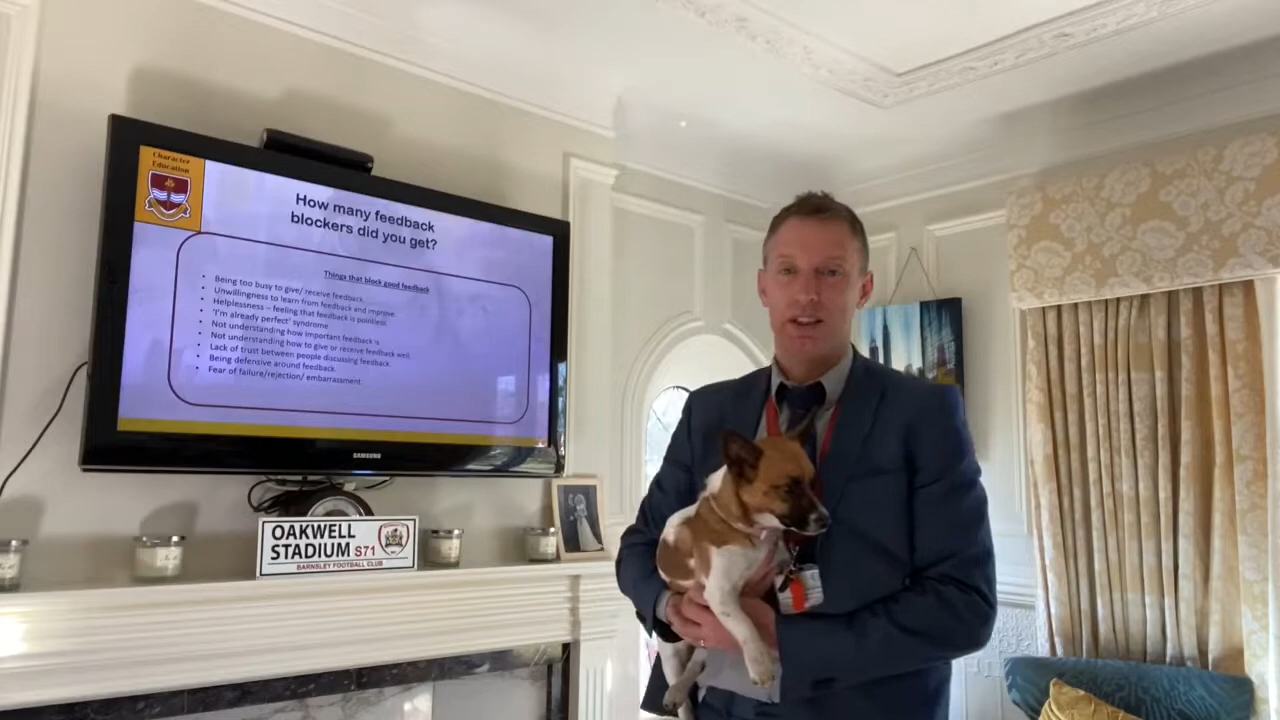 Character
Education
How many feedback
blockers did you get?
Things that block good feedback
• Being too busy to give/ receive feedback.
• Unwillingness to learn from feedback and improve.
• Helplessness – feeling that feedback is pointless.
• 'I'm already perfect' syndrome
• Not understanding how important feedback is
• Not understanding how to give or receive feedback well.
• Lack of trust between people discussing feedback.
• Being defensive around feedback.
• Fear of failure/rejection/ embarrassment.
SAMSUNG
OAKWELL
STADIUM S71
BARNSLEY FOOTBALL CLUB